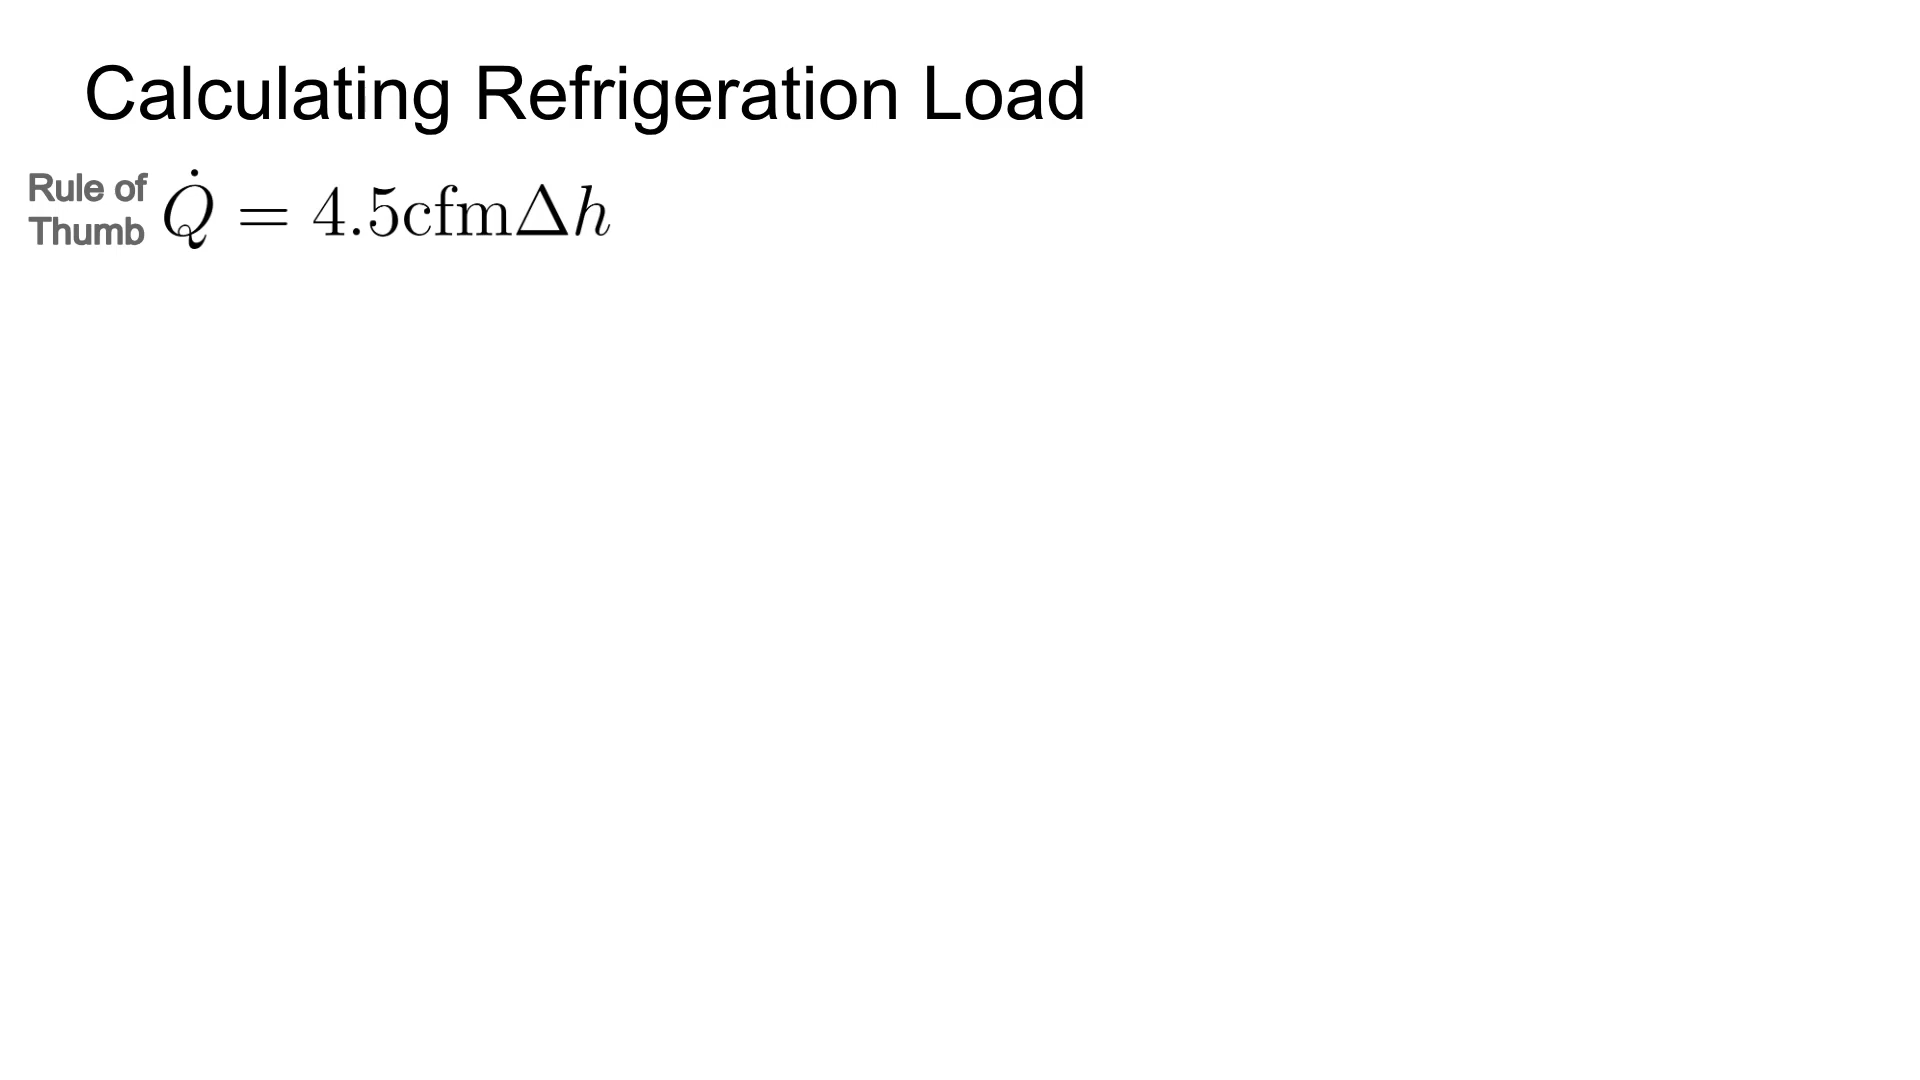 Calculating Refrigeration Load
Rule of
Thumb
Q̇ = 4.5cfmΔh